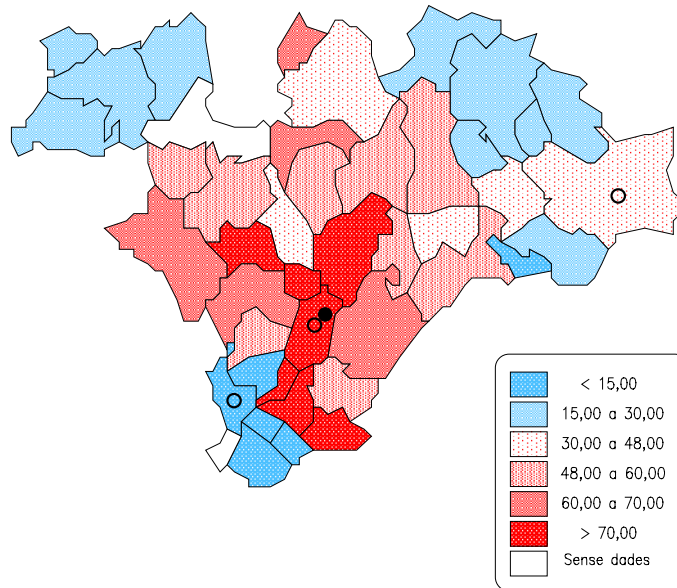 < 15,00
15,00 a 30,00
30,00 a 48,00
48,00 a 60,00
60,00 a 70,00
> 70,00
Sense dades